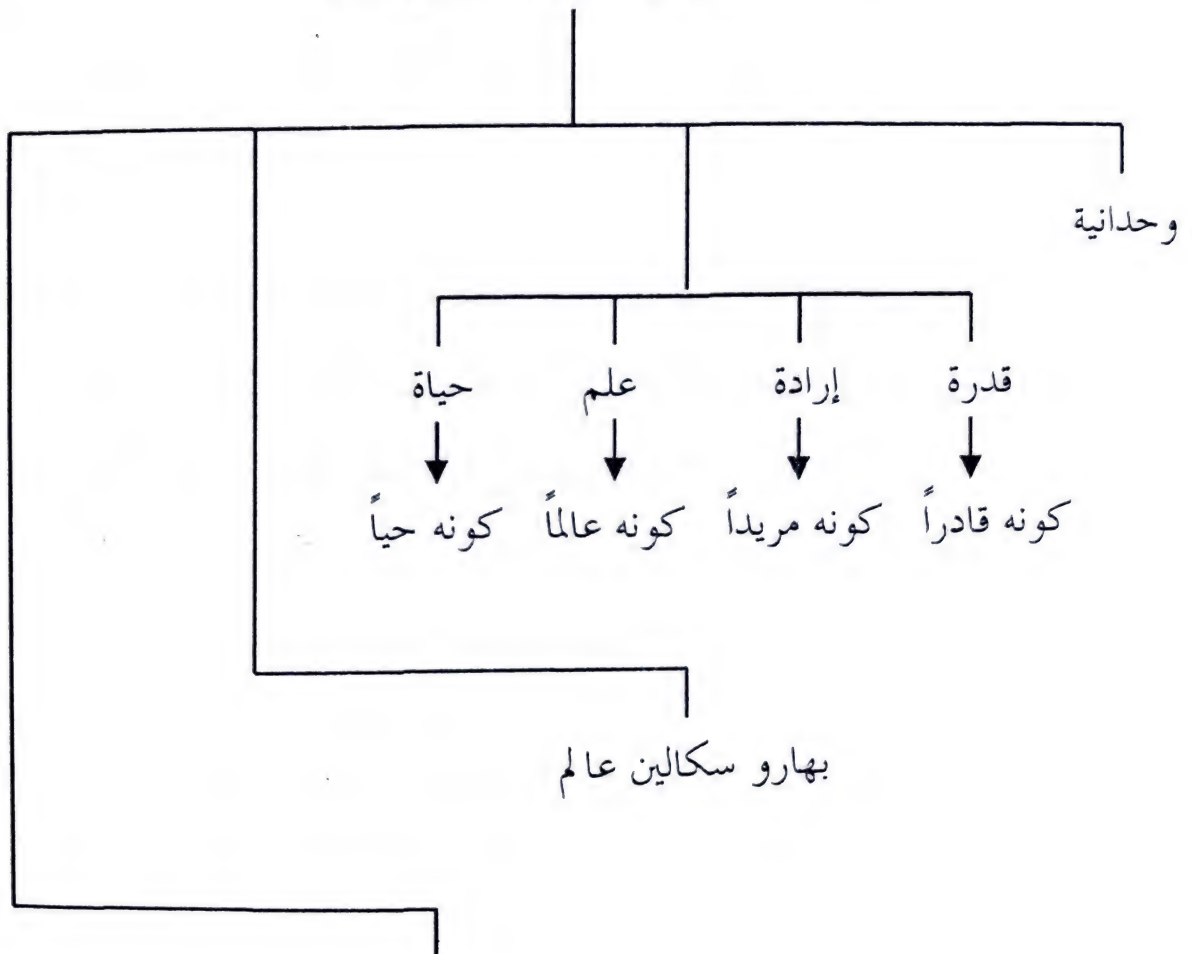 وحدانية
قدرة إرادة علم حياة
كونه قادراً كونه مريداً كونه عالماً كونه حياً
بهارو سكالين عالم